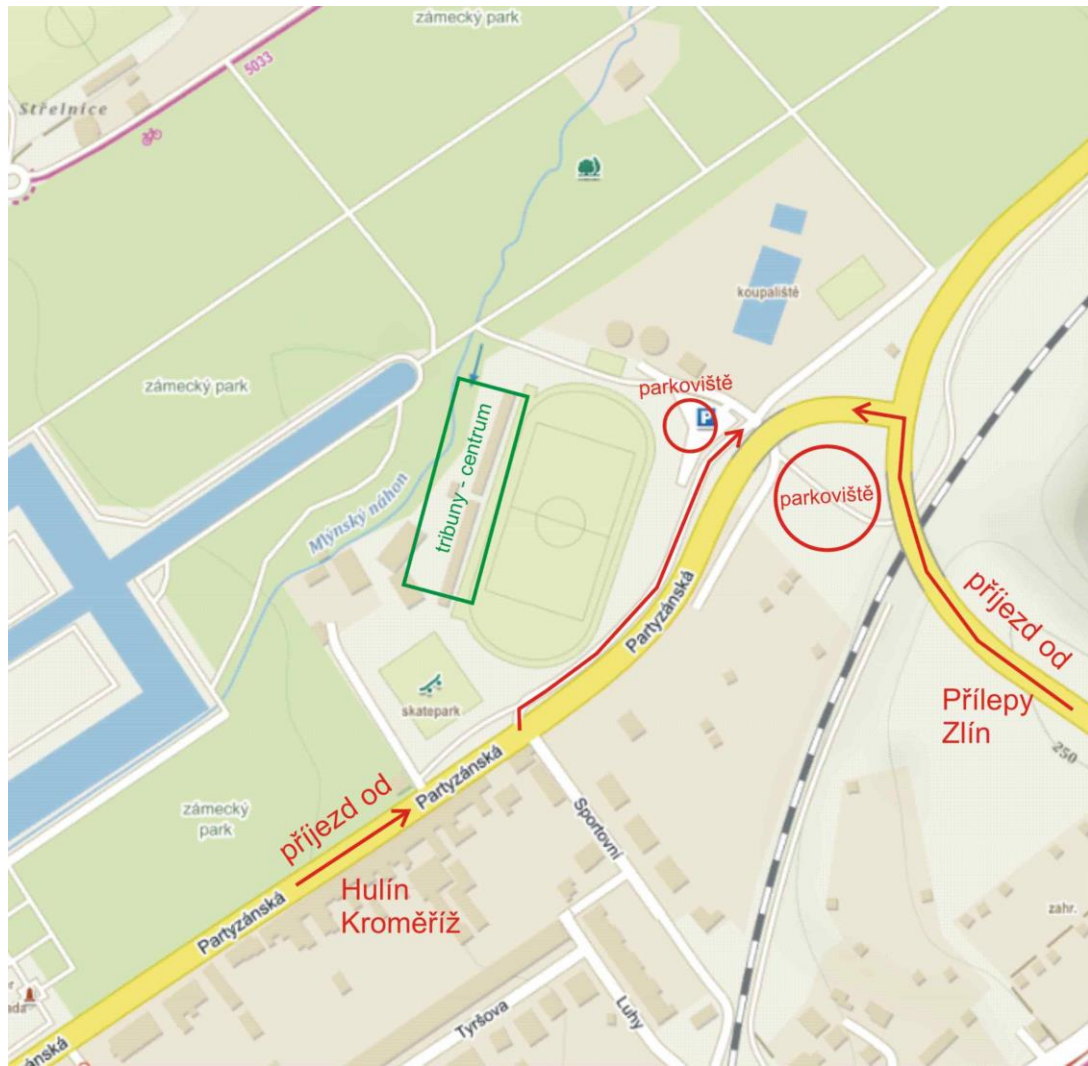 zámecký park
5033
Střelnice
koupaliště
zámecký park
parkoviště
P
tribuny - centrum
Mlýnský náhon
parkoviště
Partyzánská
příjezd od
Přílepy
Zlín
250
skatepark
Partyzánská
zámecký
park
příjezd od
Sportovní
Hulín
Kroměříž
Partyzánská
zahr.
Tyršova
Luhy